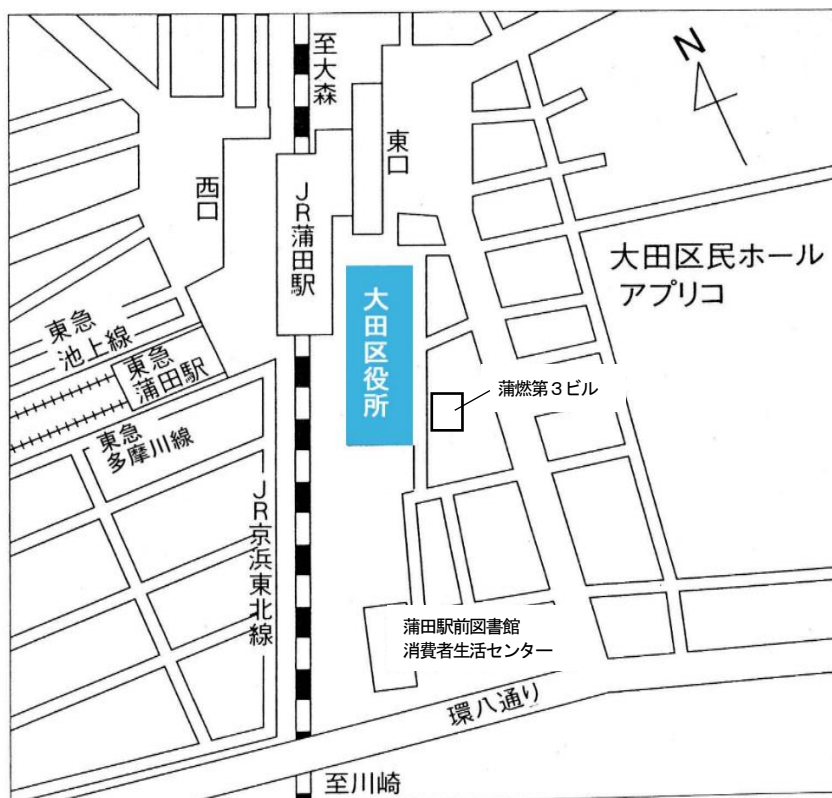 至大森
N
東口
西口
JR蒲田駅
大田区民ホール
アプリコ
大田区役所
東急
池上線
東急
蒲田駅
蒲燃第3ビル
東急
多摩川線
JR京浜東北線
蒲田駅前図書館
消費者生活センター
環八通り
至川崎